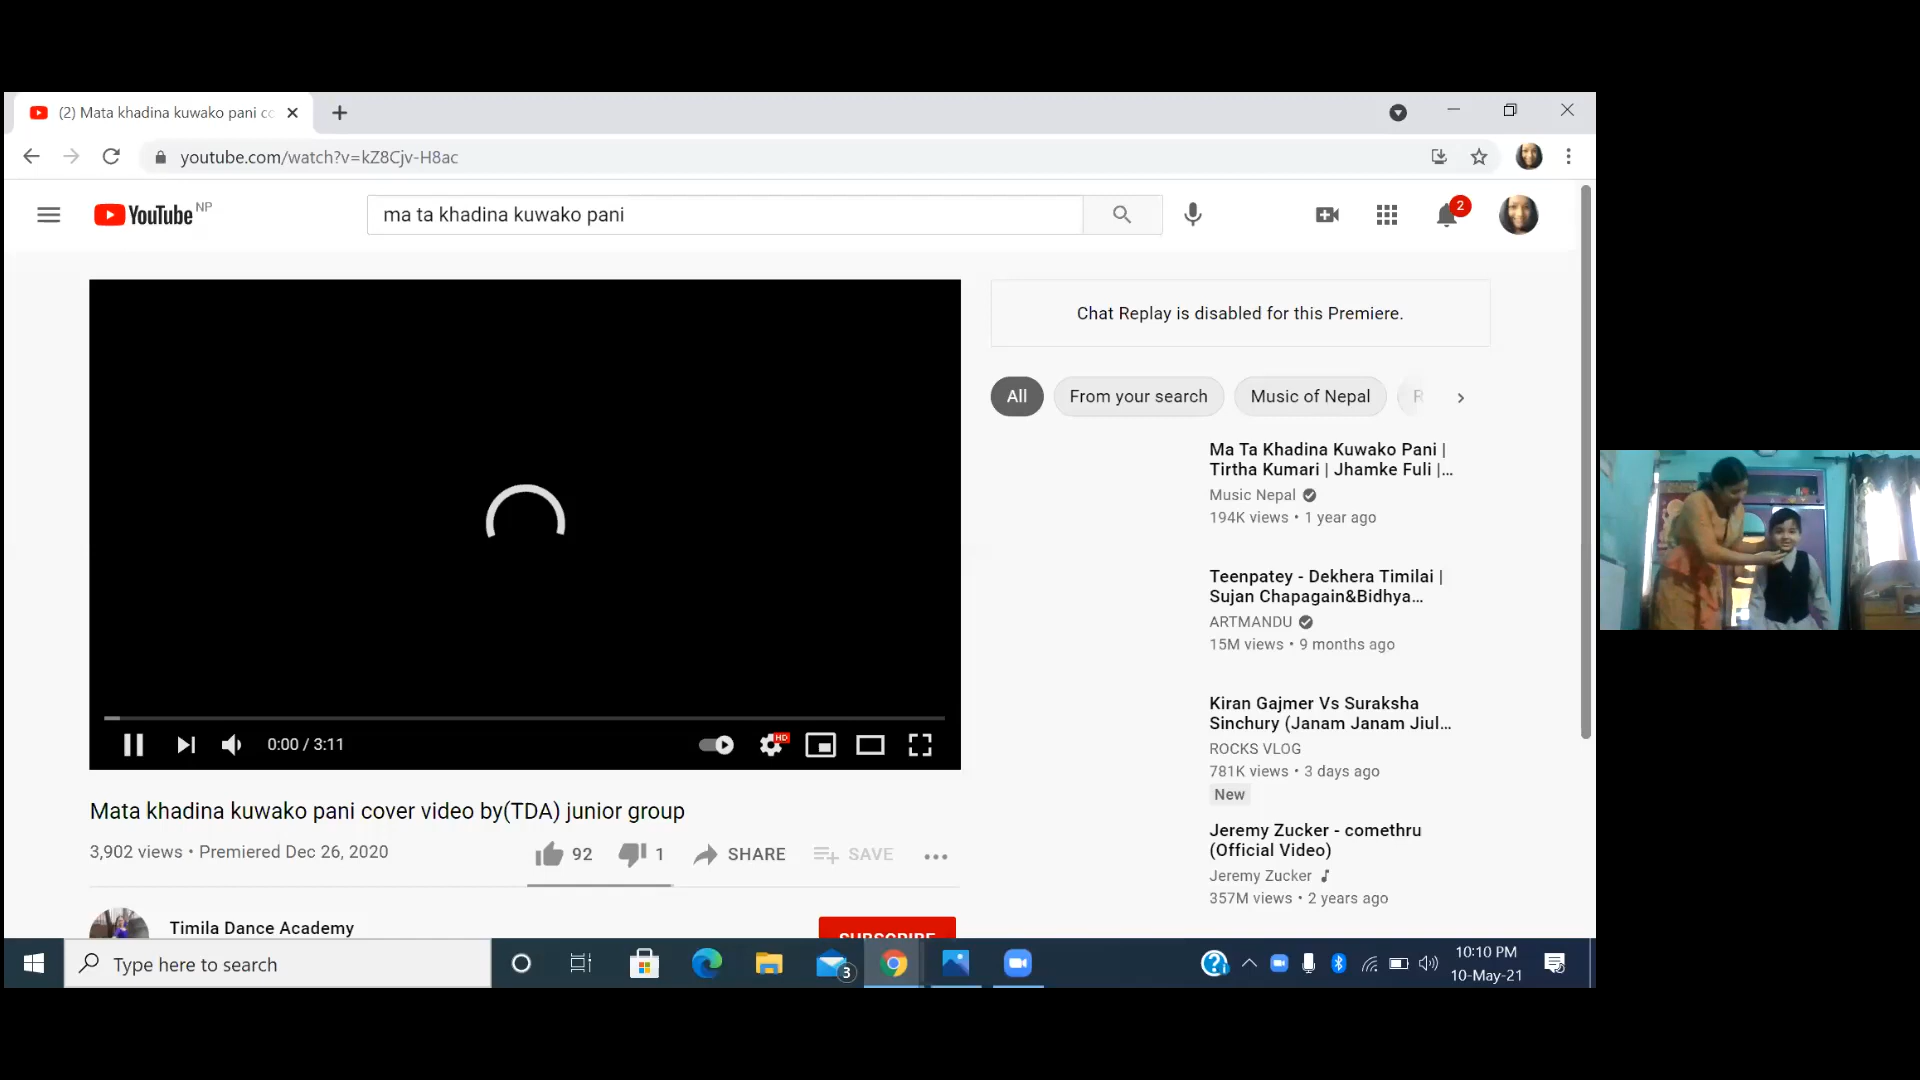 (2) Mata khadina kuwako pani co
youtube.com/watch?v=kZ8Cjv-H8ac
YouTube NP
ma ta khadina kuwako pani
2
Chat Replay is disabled for this Premiere.
All
From your search
Music of Nepal
R
Ma Ta Khadina Kuwako Pani |
Tirtha Kumari | Jhamke Fuli |...
Music Nepal
194K views • 1 year ago
Teenpatey - Dekhera Timilai |
Sujan Chapagain&Bidhya...
ARTMANDU
15M views • 9 months ago
Kiran Gajmer Vs Suraksha
Sinchury (Janam Janam Jiul...
ROCKS VLOG
781K views • 3 days ago
New
Jeremy Zucker - comethru
(Official Video)
Jeremy Zucker
357M views • 2 years ago
0:00 / 3:11
HD
Mata khadina kuwako pani cover video by(TDA) junior group
3,902 views • Premiered Dec 26, 2020
92
1
SHARE
SAVE
Timila Dance Academy
SUBSCRIBE
Type here to search
3
10:10 PM
10-May-21